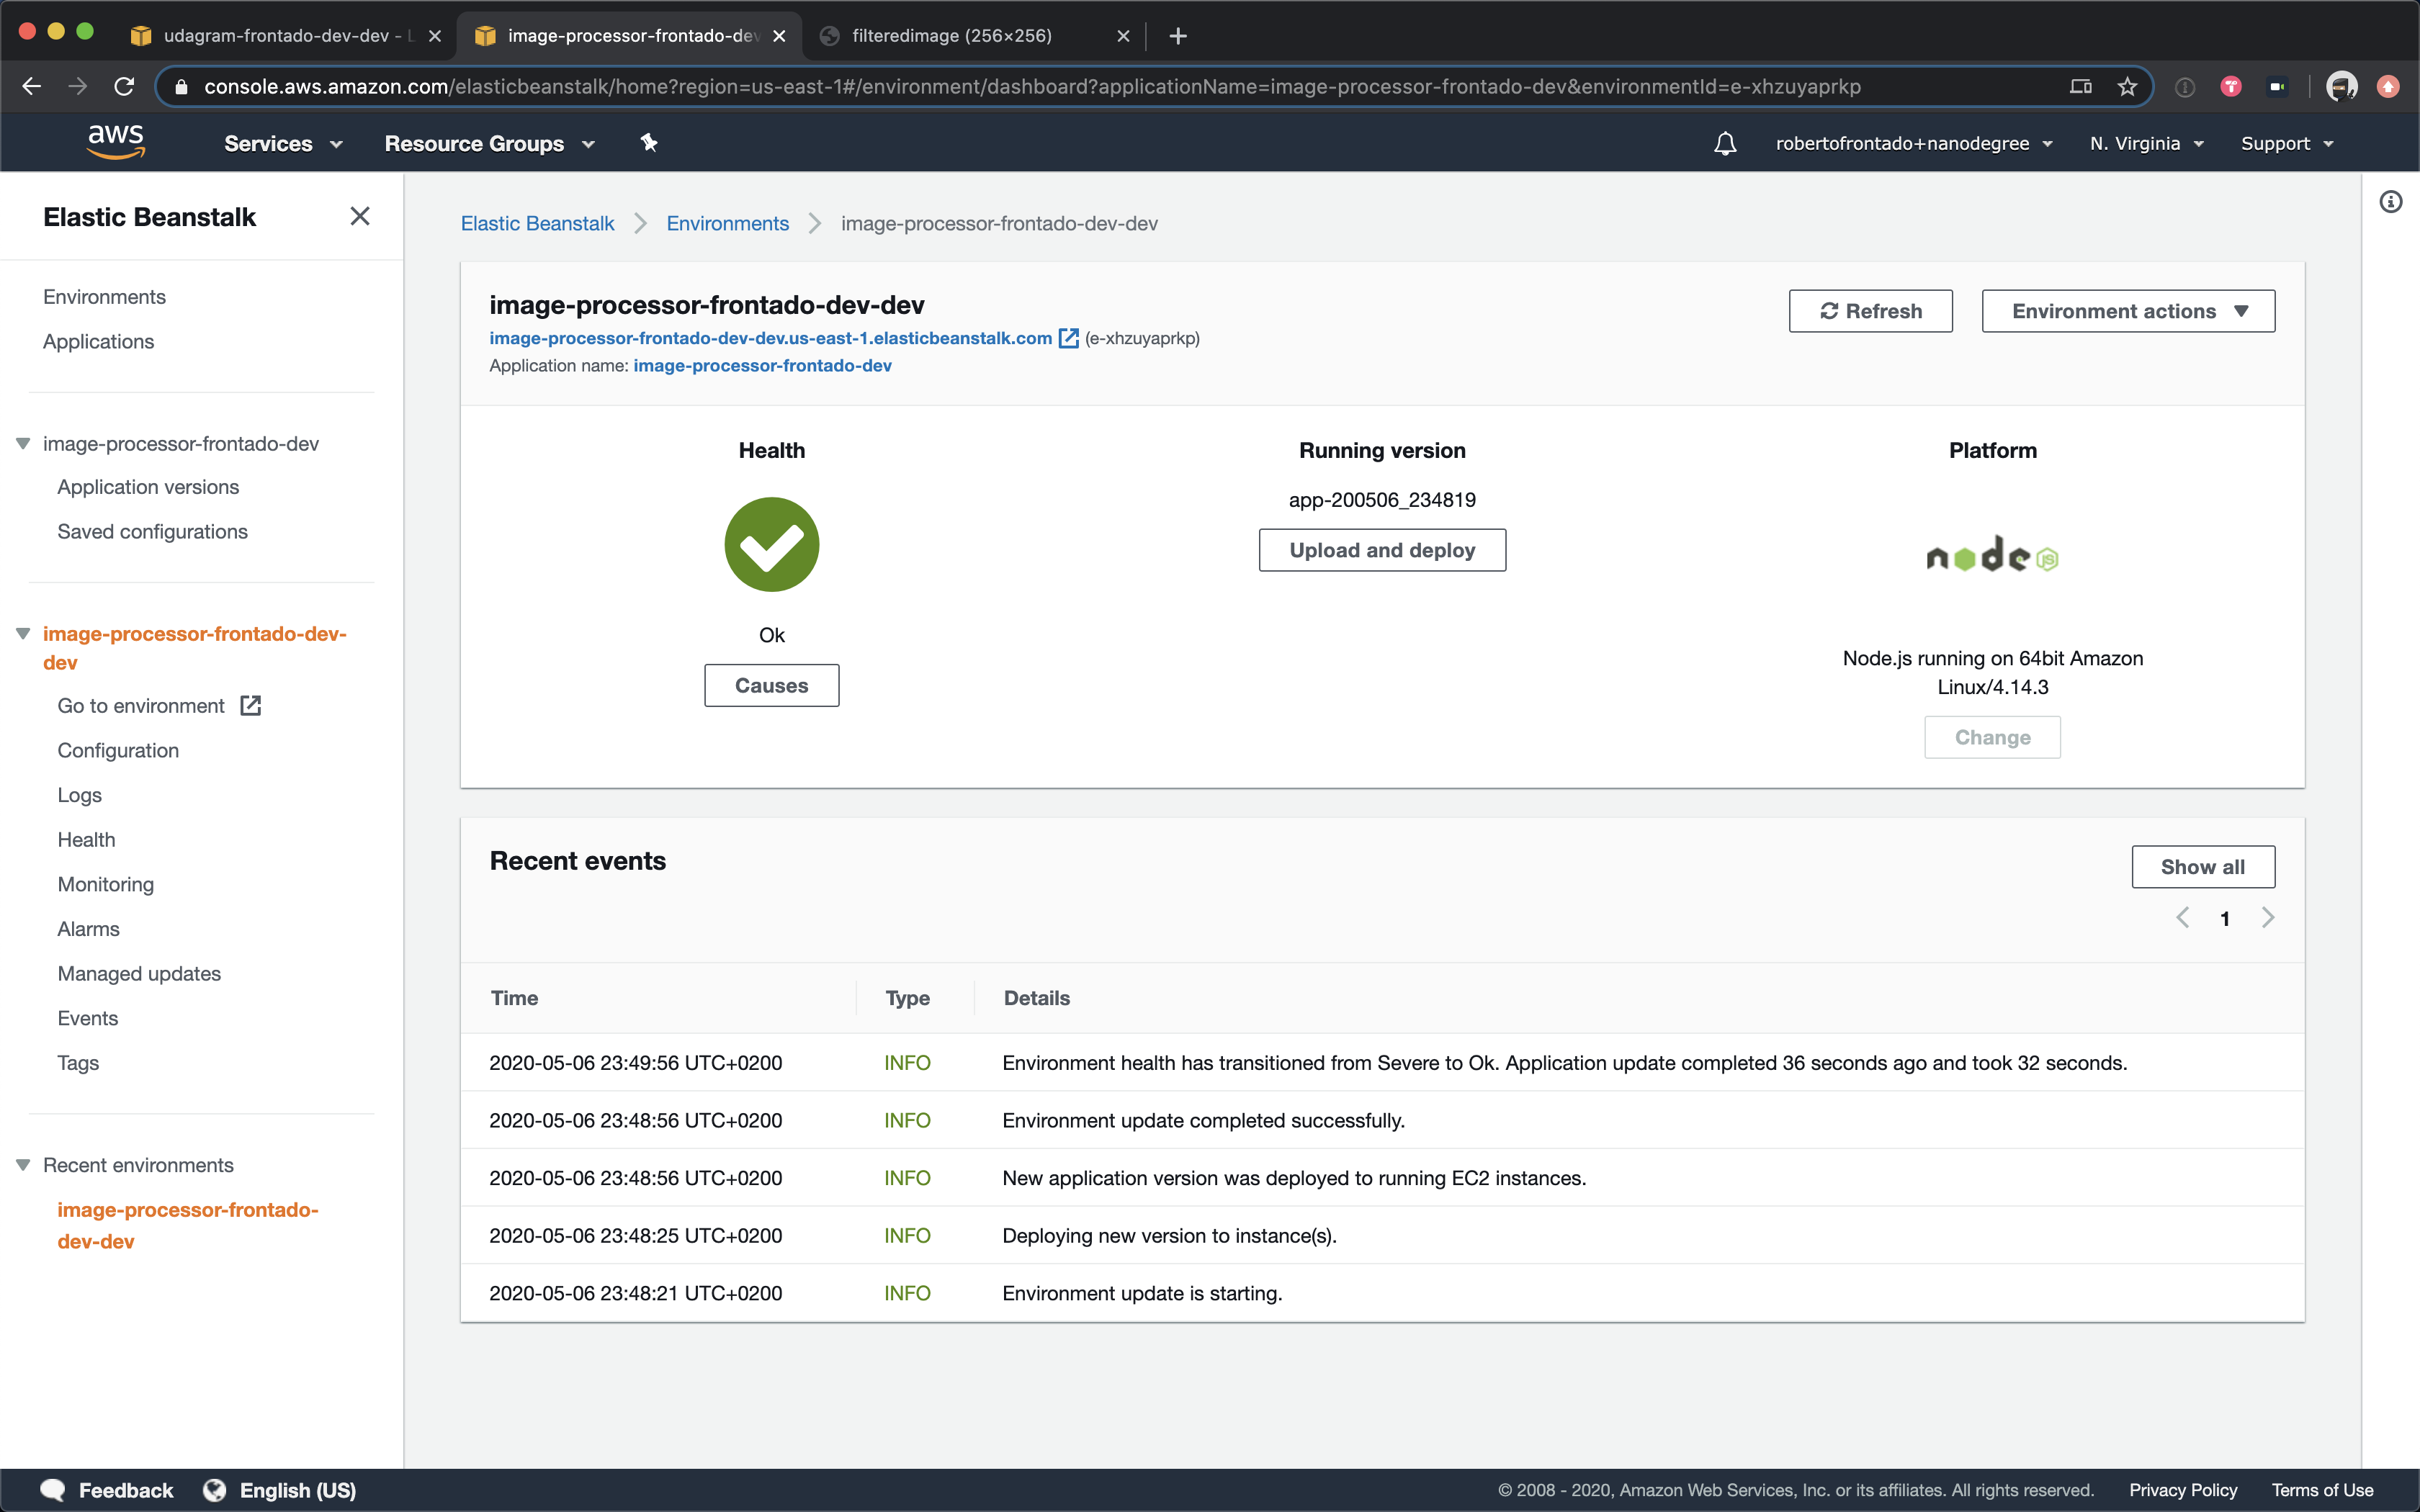 udagram-frontado-dev-dev - L
image-processor-frontado-dev
filteredimage (256×256)
console.aws.amazon.com/elasticbeanstalk/home?region=us-east-1#/environment/dashboard?applicationName=image-processor-frontado-dev&environmentId=e-xhzuyaprkp
aws
Services
Resource Groups
robertofrontado+nanodegree
N. Virginia
Support
Elastic Beanstalk
Environments
Applications
image-processor-frontado-dev
Application versions
Saved configurations
image-processor-frontado-dev-
dev
Go to environment
Configuration
Logs
Health
Monitoring
Alarms
Managed updates
Events
Tags
Recent environments
image-processor-frontado-
dev-dev
Elastic Beanstalk
Environments
image-processor-frontado-dev-dev
image-processor-frontado-dev-dev
image-processor-frontado-dev-dev.us-east-1.elasticbeanstalk.com (e-xhzuyaprkp)
Application name: image-processor-frontado-dev
Refresh
Environment actions
Health
Ok
Causes
Running version
app-200506_234819
Upload and deploy
Platform
node JS
Node.js running on 64bit Amazon
Linux/4.14.3
Change
Recent events
Show all
1
Time Type Details
2020-05-06 23:49:56 UTC+0200 INFO Environment health has transitioned from Severe to Ok. Application update completed 36 seconds ago and took 32 seconds.
2020-05-06 23:48:56 UTC+0200 INFO Environment update completed successfully.
2020-05-06 23:48:56 UTC+0200 INFO New application version was deployed to running EC2 instances.
2020-05-06 23:48:25 UTC+0200 INFO Deploying new version to instance(s).
2020-05-06 23:48:21 UTC+0200 INFO Environment update is starting.
Feedback
English (US)
© 2008 - 2020, Amazon Web Services, Inc. or its affiliates. All rights reserved.
Privacy Policy
Terms of Use